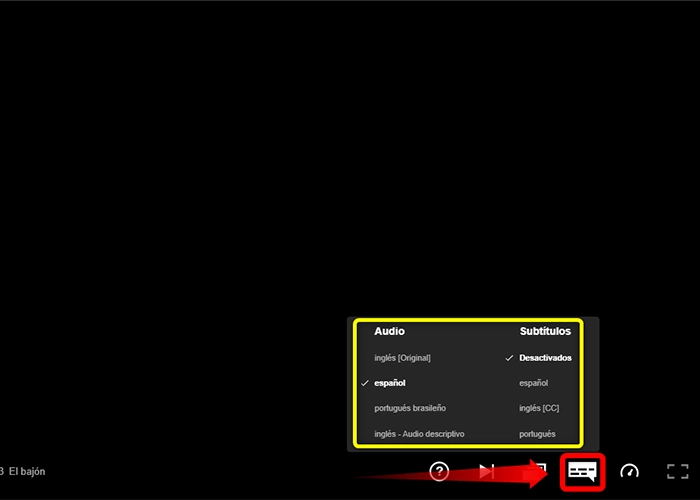 Audio
inglés [Original]
español
portugués brasileño
inglés - Audio descriptivo
Subtítulos
Desactivados
español
inglés [CC]
portugués
3 El bajón
?